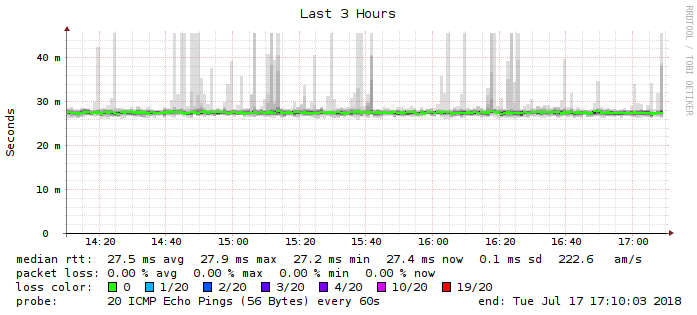 Last 3 Hours
RRDTOOL / TOBI OETIKER
Seconds
40 m
30 m
20 m
10 m
0
14:20 14:40 15:00 15:20 15:40 16:00 16:20 16:40 17:00
median rtt: 27.5 ms avg 27.9 ms max 27.2 ms min 27.4 ms now 0.1 ms sd 222.6 am/s
packet loss: 0.00 % avg 0.00 % max 0.00 % min 0.00 % now
loss color: 0 1/20 2/20 3/20 4/20 10/20 19/20
probe: 20 ICMP Echo Pings (56 Bytes) every 60s end: Tue Jul 17 17:10:03 2018